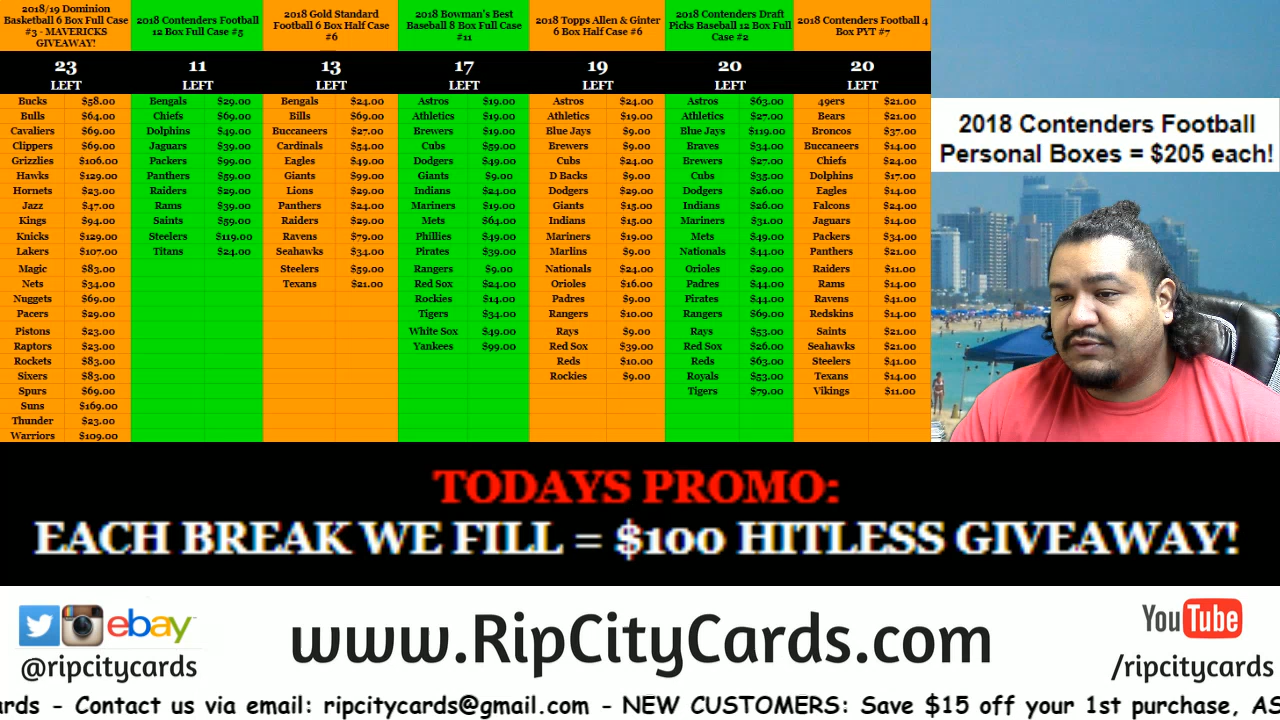 2018/19 Dominion
Basketball 6 Box Full Case
#3 - MAVERICKS
GIVEAWAY!
23
LEFT
Bucks $58.00
Bulls $64.00
Cavaliers $69.00
Clippers $69.00
Grizzlies $106.00
Hawks $129.00
Hornets $23.00
Jazz $47.00
Kings $94.00
Knicks $129.00
Lakers $107.00
Magic $83.00
Nets $34.00
Nuggets $69.00
Pacers $29.00
Pistons $23.00
Raptors $23.00
Rockets $83.00
Sixers $83.00
Spurs $69.00
Suns $169.00
Thunder $23.00
Warriors $109.00
2018 Contenders Football
12 Box Full Case #5
11
LEFT
Bengals $29.00
Chiefs $69.00
Dolphins $49.00
Jaguars $39.00
Packers $99.00
Panthers $59.00
Raiders $29.00
Rams $39.00
Saints $59.00
Steelers $119.00
Titans $24.00
2018 Gold Standard
Football 6 Box Half Case
#6
13
LEFT
Bengals $24.00
Bills $69.00
Buccaneers $27.00
Cardinals $54.00
Eagles $49.00
Giants $99.00
Lions $29.00
Panthers $24.00
Raiders $29.00
Ravens $79.00
Seahawks $34.00
Steelers $59.00
Texans $21.00
2018 Bowman's Best
Baseball 8 Box Full Case
#11
17
LEFT
Astros $19.00
Athletics $19.00
Brewers $19.00
Cubs $59.00
Dodgers $49.00
Giants $9.00
Indians $24.00
Mariners $19.00
Mets $64.00
Phillies $49.00
Pirates $39.00
Rangers $9.00
Red Sox $24.00
Rockies $14.00
Tigers $34.00
White Sox $49.00
Yankees $99.00
2018 Topps Allen & Ginter
6 Box Half Case #6
19
LEFT
Astros $24.00
Athletics $19.00
Blue Jays $9.00
Brewers $9.00
Cubs $24.00
D Backs $9.00
Dodgers $29.00
Giants $15.00
Indians $15.00
Mariners $19.00
Marlins $9.00
Nationals $24.00
Orioles $16.00
Padres $9.00
Rangers $10.00
Rays $9.00
Red Sox $39.00
Reds $10.00
Rockies $9.00
2018 Contenders Draft
Picks Baseball 12 Box Full
Case #2
20
LEFT
Astros $63.00
Athletics $27.00
Blue Jays $119.00
Braves $34.00
Brewers $27.00
Cubs $35.00
Dodgers $26.00
Indians $26.00
Mariners $31.00
Mets $49.00
Nationals $44.00
Orioles $29.00
Padres $44.00
Pirates $44.00
Rangers $69.00
Rays $53.00
Red Sox $26.00
Reds $63.00
Royals $53.00
Tigers $79.00
2018 Contenders Football 4
Box PYT #7
20
LEFT
49ers $21.00
Bears $21.00
Broncos $37.00
Buccaneers $14.00
Chiefs $24.00
Dolphins $17.00
Eagles $14.00
Falcons $24.00
Jaguars $14.00
Packers $34.00
Panthers $21.00
Raiders $11.00
Rams $14.00
Ravens $41.00
Redskins $14.00
Saints $21.00
Seahawks $21.00
Steelers $41.00
Texans $14.00
Vikings $11.00
2018 Contenders Football
Personal Boxes = $205 each!
TODAYS PROMO:
EACH BREAK WE FILL = $100 HITLESS GIVEAWAY!
ebay
@ripcitycards
www.RipCityCards.com
YouTube
/ripcitycards
ards - Contact us via email: ripcitycards@gmail.com - NEW CUSTOMERS: Save $15 off your 1st purchase, AS